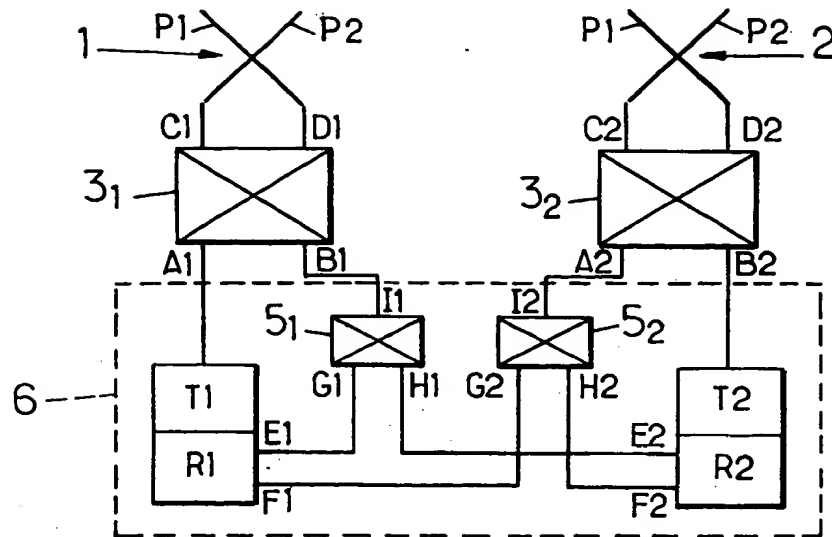 P1 P2 P1 P2
1 2
C1 D1 C2 D2
3₁ 3₂
A1 B1 A2 B2
I1 I2
5₁ 5₂
G1 H1 G2 H2
6
T1 T2
E1 E2
R1 R2
F1 F2